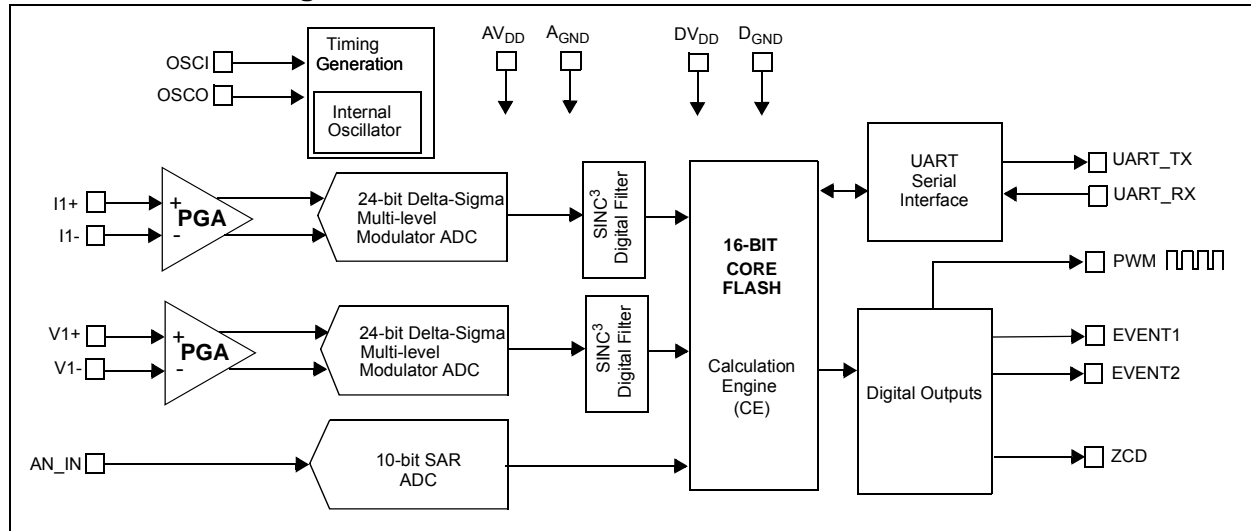 OSCI
OSCO
Timing
Generation
Internal
Oscillator
AVDD
AGND
DVDD
DGND
I1+
I1-
+
-
PGA
24-bit Delta-Sigma
Multi-level
Modulator ADC
SINC3
Digital Filter
V1+
V1-
+
-
PGA
24-bit Delta-Sigma
Multi-level
Modulator ADC
SINC3
Digital Filter
AN_IN
10-bit SAR
ADC
16-BIT
CORE
FLASH
Calculation
Engine
(CE)
UART
Serial
Interface
UART_TX
UART_RX
Digital Outputs
PWM
EVENT1
EVENT2
ZCD